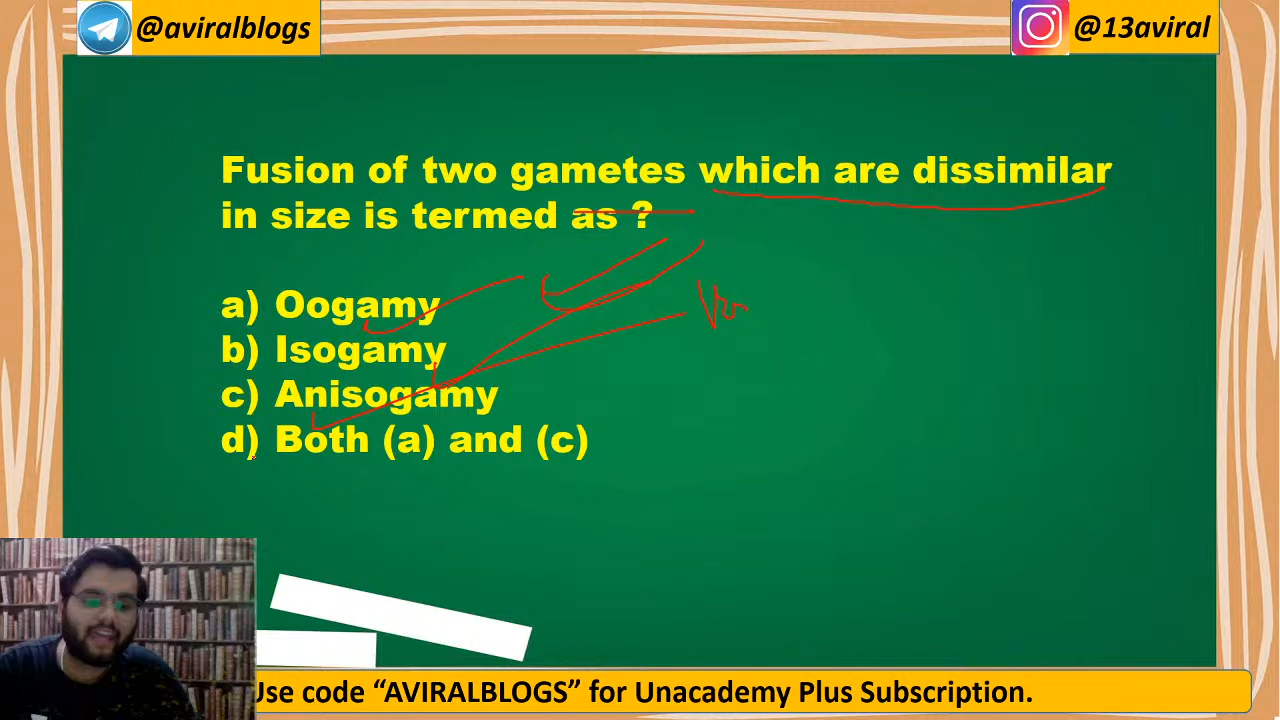 @aviralblogs
@13aviral
Fusion of two gametes which are dissimilar
in size is termed as ?
a) Oogamy
b) Isogamy
c) Anisogamy
d) Both (a) and (c)
Use code “AVIRALBLOGS” for Unacademy Plus Subscription.